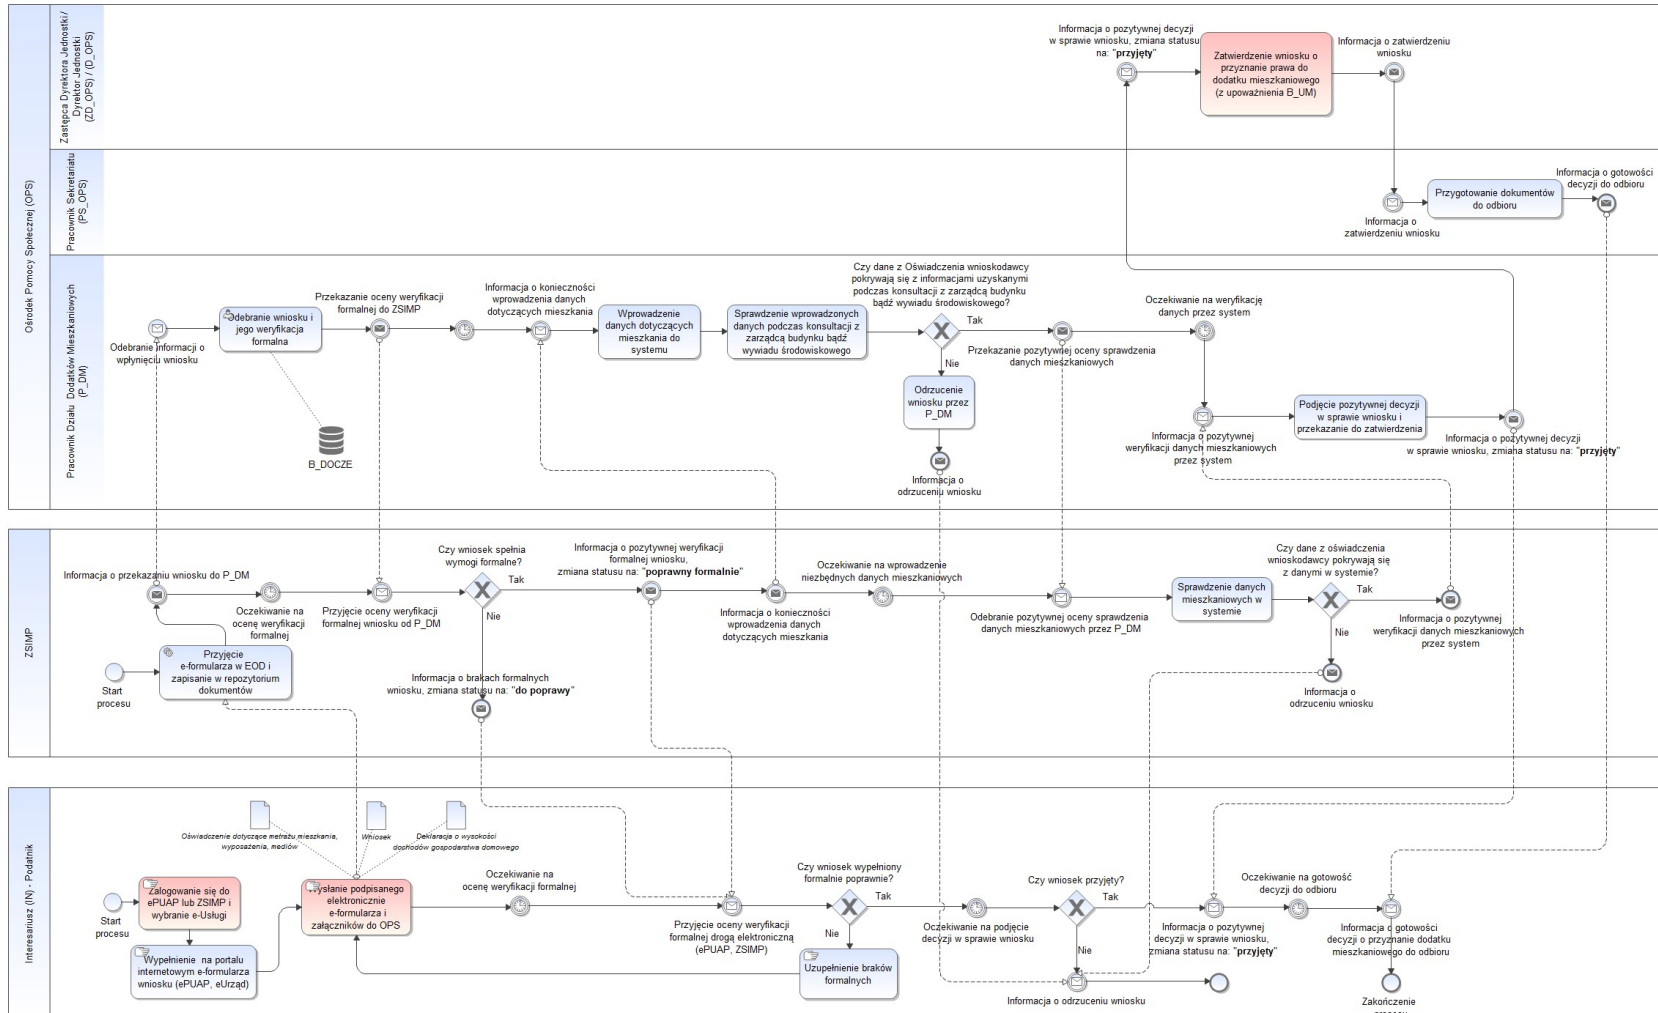 Ośrodek Pomocy Społecznej (OPS)
Zastępca Dyrektora Jednostki /
Dyrektor Jednostki
(ZD_OPS) / (D_OPS)
Informacja o pozytywnej decyzji
w sprawie wniosku, zmiana statusu
na: "przyjęty"
Zatwierdzenie wniosku o
przyznanie prawa do
dodatku mieszkaniowego
(z upoważnienia B_UM)
Informacja o zatwierdzeniu
wniosku
Pracownik Sekretariatu
(PS_OPS)
Informacja o
zatwierdzeniu wniosku
Przygotowanie dokumentów
do odbioru
Informacja o gotowości
decyzji do odbioru
Pracownik Działu Dodatków Mieszkaniowych
(P_DM)
Odebranie informacji o
wpłynięciu wniosku
Odebranie wniosku i
jego weryfikacja
formalna
B_DOCZE
Przekazanie oceny weryfikacji
formalnej do ZSIMP
Informacja o konieczności
wprowadzenia danych
dotyczących mieszkania
Wprowadzenie
danych dotyczących
mieszkania do
systemu
Sprawdzenie wprowadzonych
danych podczas konsultacji z
zarządcą budynku bądź
wywiadu środowiskowego
Czy dane z Oświadczenia wnioskodawcy
pokrywają się z informacjami uzyskanymi
podczas konsultacji z zarządcą budynku
bądź wywiadu środowiskowego?
Tak
Nie
Odrzucenie
wniosku przez
P_DM
Informacja o
odrzuceniu wniosku
Przekazanie pozytywnej oceny sprawdzenia
danych mieszkaniowych
Oczekiwanie na weryfikację
danych przez system
Informacja o pozytywnej
weryfikacji danych mieszkaniowych
przez system
Podjęcie pozytywnej decyzji
w sprawie wniosku i
przekazanie do zatwierdzenia
Informacja o pozytywnej decyzji
w sprawie wniosku, zmiana statusu na: "przyjęty"
ZSIMP
Informacja o przekazaniu wniosku do P_DM
Start
procesu
Przyjęcie
e-formularza w EOD i
zapisanie w repozytorium
dokumentów
Oczekiwanie na
ocenę weryfikacji
formalnej
Przyjęcie oceny weryfikacji
formalnej wniosku od P_DM
Czy wniosek spełnia
wymogi formalne?
Tak
Nie
Informacja o brakach formalnych
wniosku, zmiana statusu na: "do poprawy"
Informacja o pozytywnej weryfikacji
formalnej wniosku,
zmiana statusu na: "poprawny formalnie"
Informacja o konieczności
wprowadzenia danych
dotyczących mieszkania
Oczekiwanie na wprowadzenie
niezbędnych danych mieszkaniowych
Odebranie pozytywnej oceny sprawdzenia
danych mieszkaniowych przez P_DM
Sprawdzenie danych
mieszkaniowych w
systemie
Czy dane z oświadczenia
wnioskodawcy pokrywają się
z danymi w systemie?
Tak
Nie
Informacja o pozytywnej
weryfikacji danych mieszkaniowych
przez system
Informacja o
odrzuceniu wniosku
Interesariusz (IN) - Podatnik
Oświadczenie dotyczące metrażu mieszkania,
wyposażenia, mediów
Wniosek
Deklaracja o wysokości
dochodów gospodarstwa domowego
Start
procesu
Zalogowanie się do
ePUAP lub ZSIMP i
wybranie e-Usługi
Wypełnienie na portalu
internetowym e-formularza
wniosku (ePUAP, eUrząd)
Wysłanie podpisanego
elektronicznie
e-formularza i
załączników do OPS
Oczekiwanie na
ocenę weryfikacji formalnej
Przyjęcie oceny weryfikacji
formalnej drogą elektroniczną
(ePUAP, ZSIMP)
Czy wniosek wypełniony
formalnie poprawnie?
Tak
Nie
Uzupełnienie braków
formalnych
Oczekiwanie na podjęcie
decyzji w sprawie wniosku
Czy wniosek przyjęty?
Tak
Nie
Informacja o odrzuceniu wniosku
Informacja o pozytywnej
decyzji w sprawie wniosku,
zmiana statusu na: "przyjęty"
Oczekiwanie na gotowość
decyzji do odbioru
Informacja o gotowości
decyzji o przyznanie dodatku
mieszkaniowego do odbioru
Zakończenie